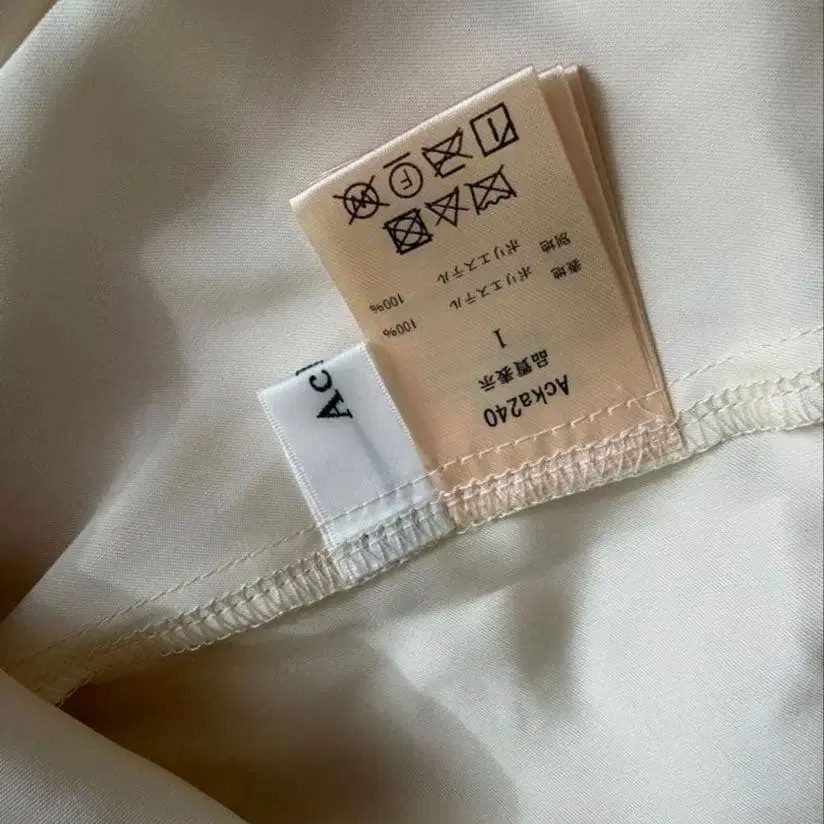 Acka240
品質表示
1
表地 ポリエステル 100%
別地 ポリエステル 100%
F
W
Ac